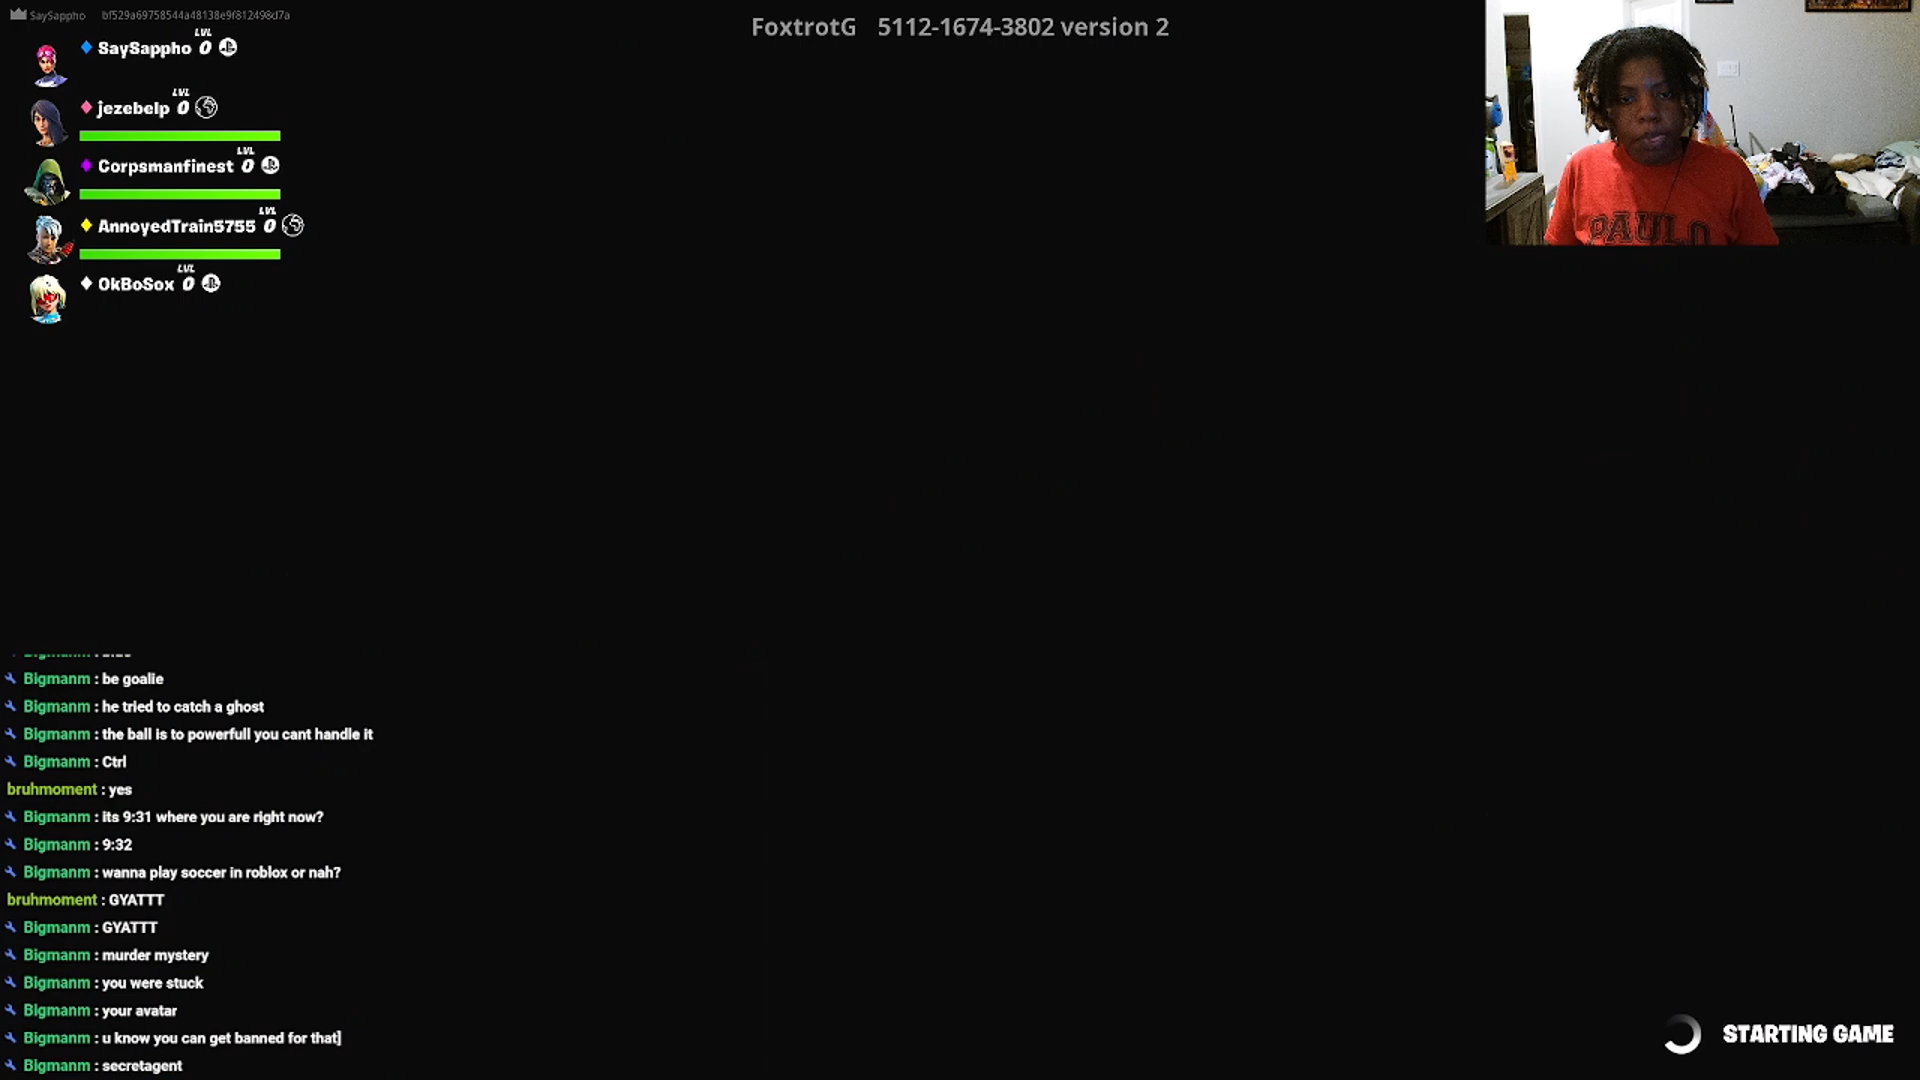 SaySappho bf529a69758544a48138e9f812498d7a
FoxtrotG 5112-1674-3802 version 2
LVL
SaySappho 0
LVL
jezebelp 0
LVL
Corpsmanfinest 0
LVL
AnnoyedTrain5755 0
LVL
OkBoSox 0
PAULO
Bigmanm :
Bigmanm : be goalie
Bigmanm : he tried to catch a ghost
Bigmanm : the ball is to powerfull you cant handle it
Bigmanm : Ctrl
bruhmoment : yes
Bigmanm : its 9:31 where you are right now?
Bigmanm : 9:32
Bigmanm : wanna play soccer in roblox or nah?
bruhmoment : GYATTT
Bigmanm : GYATTT
Bigmanm : murder mystery
Bigmanm : you were stuck
Bigmanm : your avatar
Bigmanm : u know you can get banned for that]
Bigmanm : secretagent
STARTING GAME